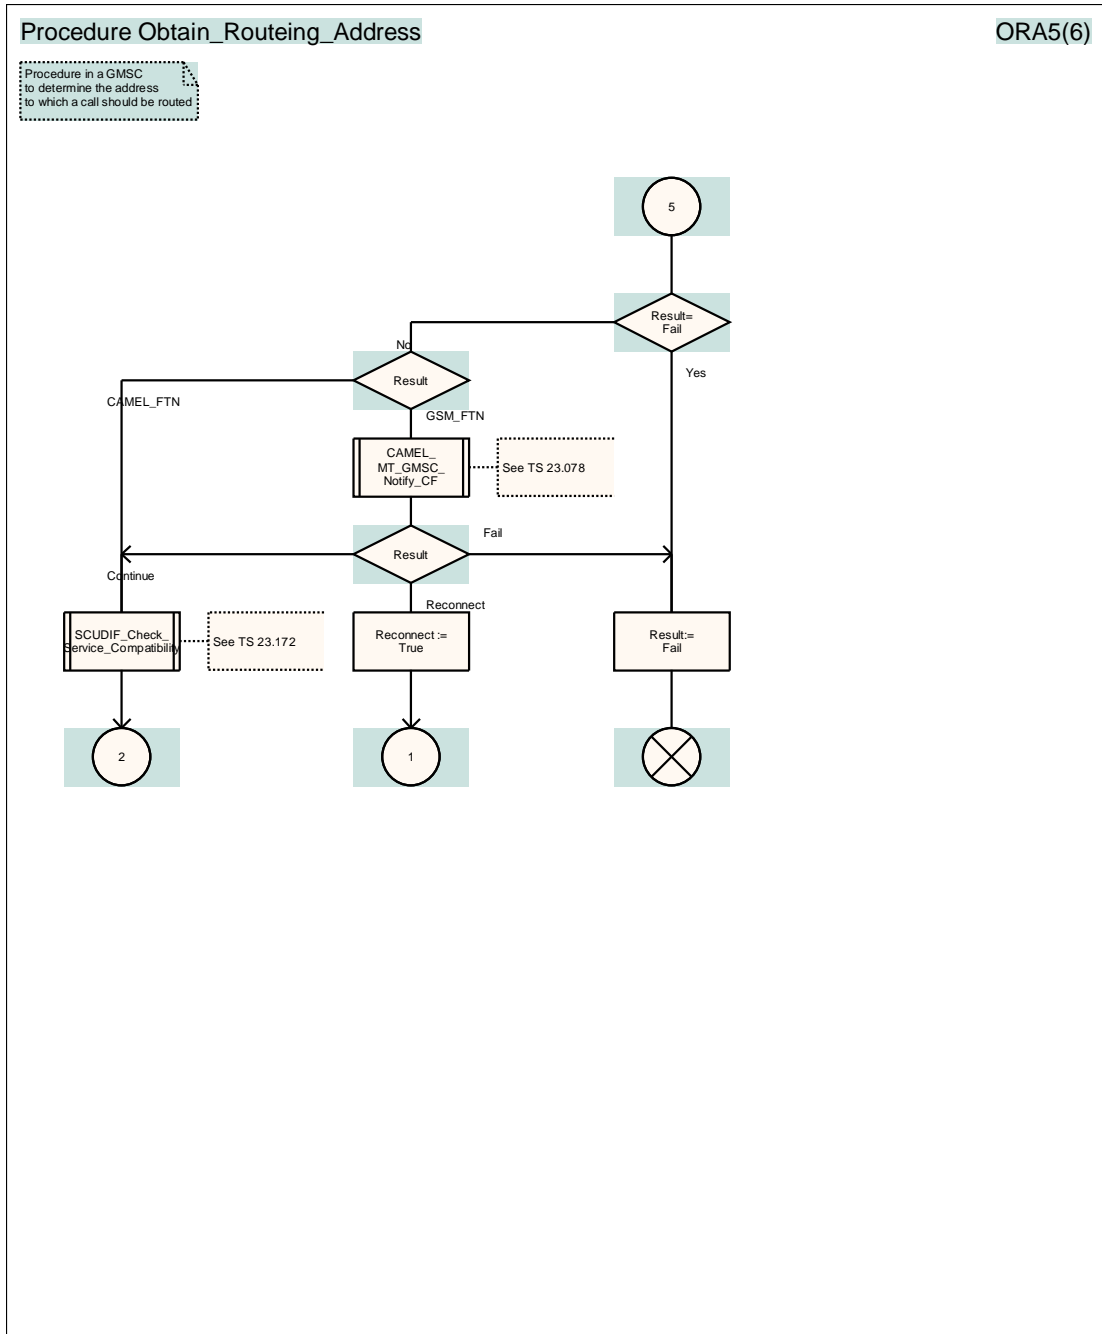 Procedure Obtain_Routeing_Address
ORA5(6)
Procedure in a GMSC
to determine the address
to which a call should be routed
5
Result=
Fail
No
Yes
Result
CAMEL_FTN
GSM_FTN
CAMEL_
MT_GMSC_
Notify_CF
See TS 23.078
Fail
Result
Continue
Reconnect
SCUDIF_Check_
Service_Compatibility
See TS 23.172
Reconnect :=
True
Result:=
Fail
2
1